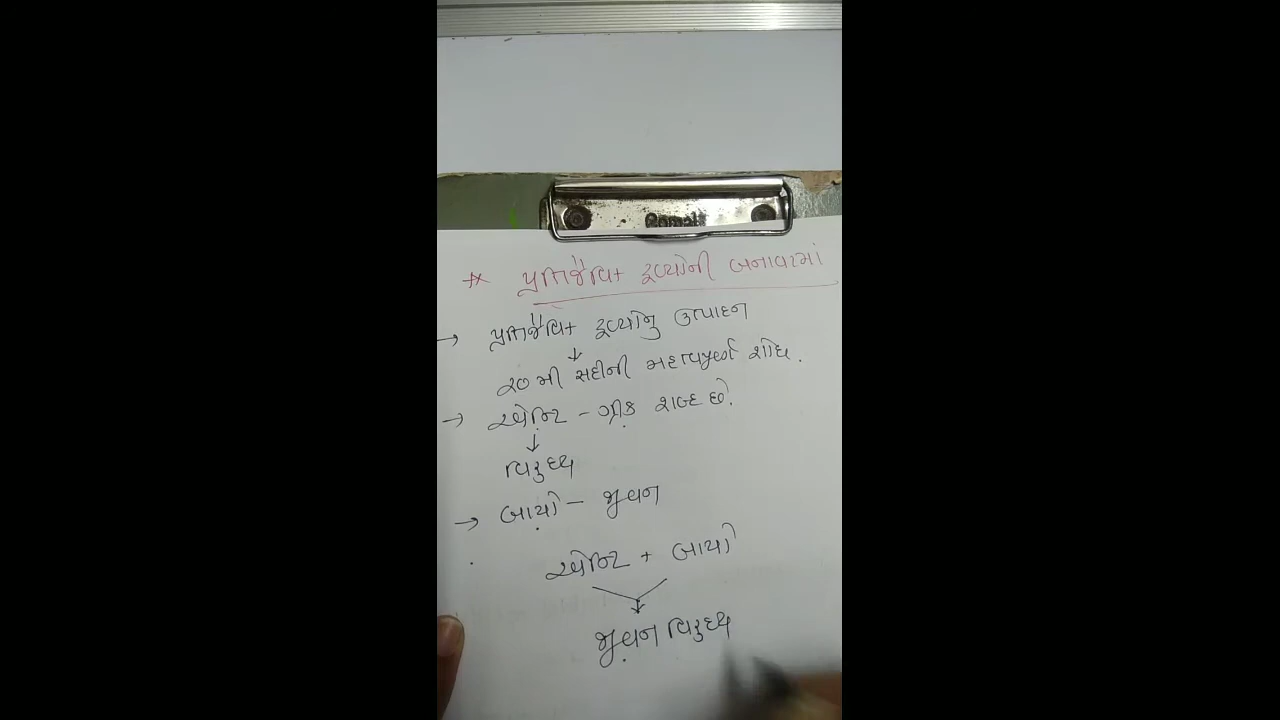 * પ્રતિજૈવિક દ્રવ્યોની બનાવટમાં
→ પ્રતિજૈવિક દ્રવ્યોનુ ઉત્પાદન
↓
૨૦ મી સદીની મહત્વપૂર્ણ શોધ.
→ એન્ટિ - ગ્રીક શબ્દ છે.
↓
વિરુધ્ધ
→ બાયો - જીવન
એન્ટિ + બાયો
↓
જીવન વિરુધ્ધ